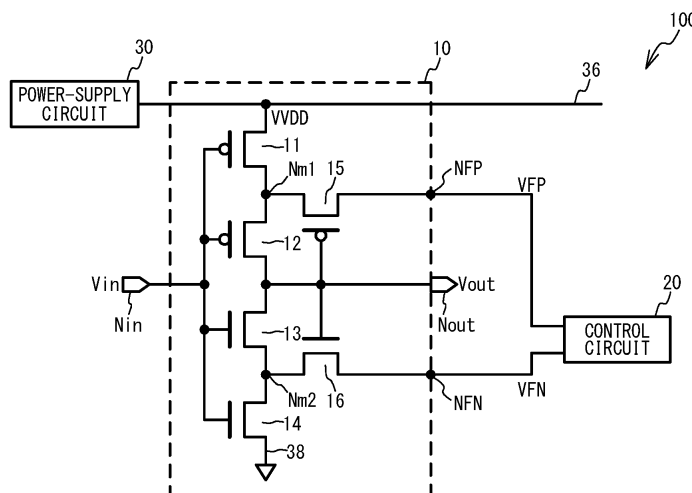 100
30
10
36
POWER-SUPPLY
CIRCUIT
VVDD
11
Nm1
15
NFP
VFP
12
Vin
Nin
Vout
Nout
20
CONTROL
CIRCUIT
13
Nm2
16
NFN
VFN
14
38